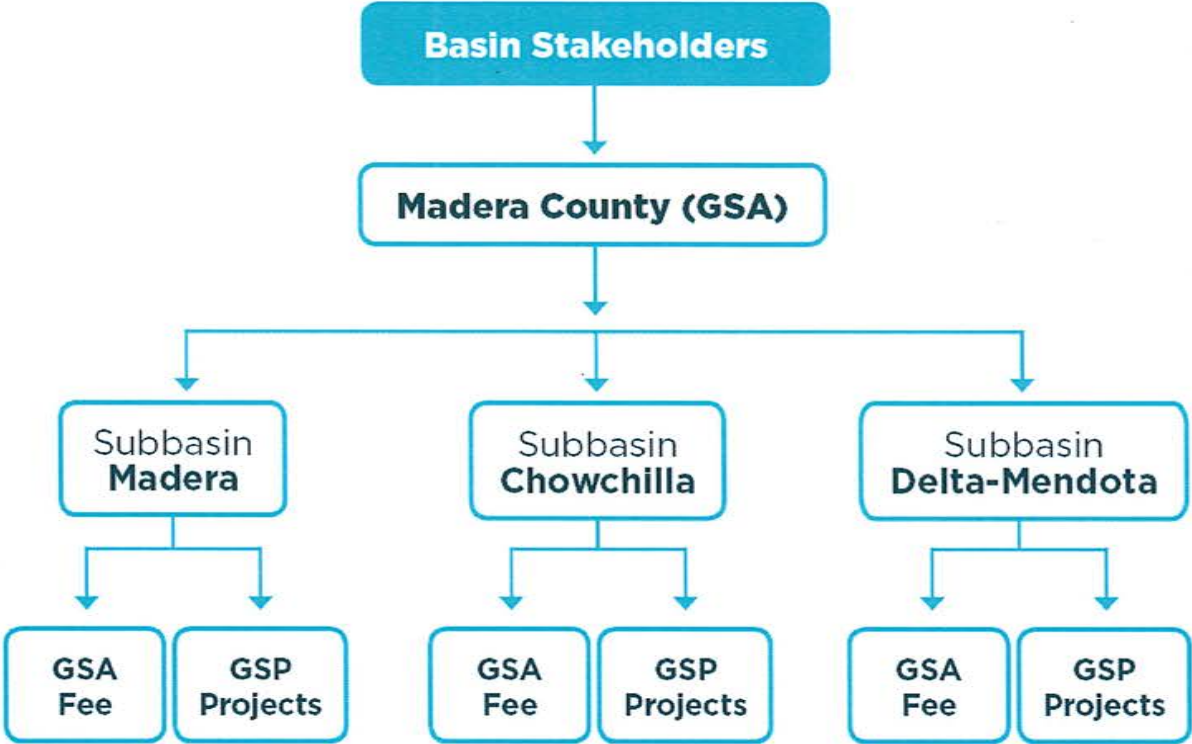 Basin Stakeholders
Madera County (GSA)
Subbasin
Madera
Subbasin
Chowchilla
Subbasin
Delta-Mendota
GSA
Fee
GSP
Projects
GSA
Fee
GSP
Projects
GSA
Fee
GSP
Projects